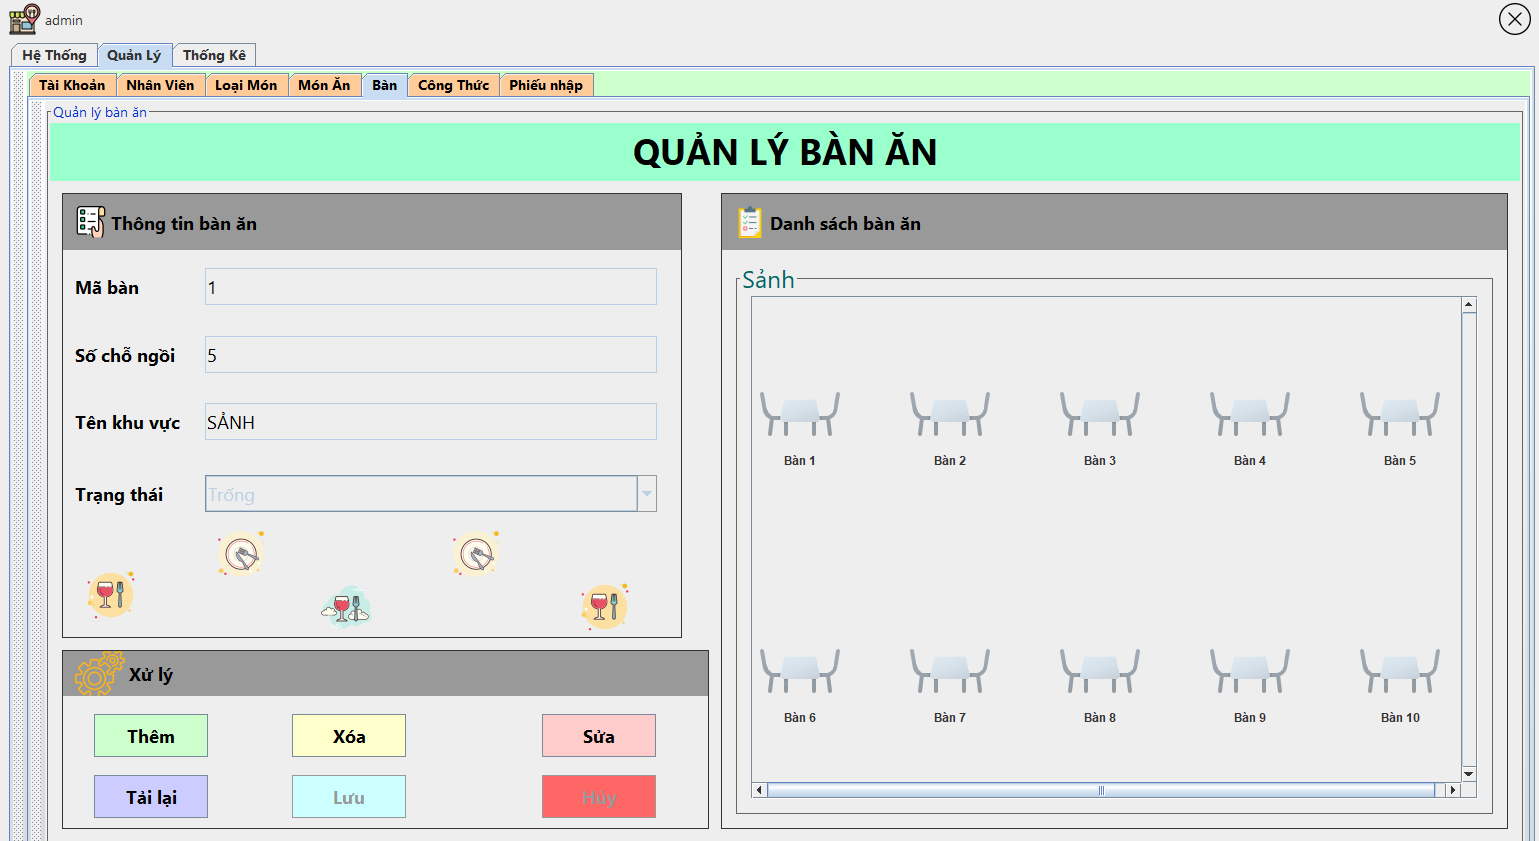 admin
Hệ Thống Quản Lý Thống Kê
Tài Khoản Nhân Viên Loại Món Món Ăn Bàn Công Thức Phiếu nhập
Quản lý bàn ăn
QUẢN LÝ BÀN ĂN
Thông tin bàn ăn
Mã bàn 1
Số chỗ ngồi 5
Tên khu vực SẢNH
Trạng thái Trống
Xử lý
Thêm Xóa Sửa
Tải lại Lưu Hủy
Danh sách bàn ăn
Sảnh
Bàn 1 Bàn 2 Bàn 3 Bàn 4 Bàn 5
Bàn 6 Bàn 7 Bàn 8 Bàn 9 Bàn 10